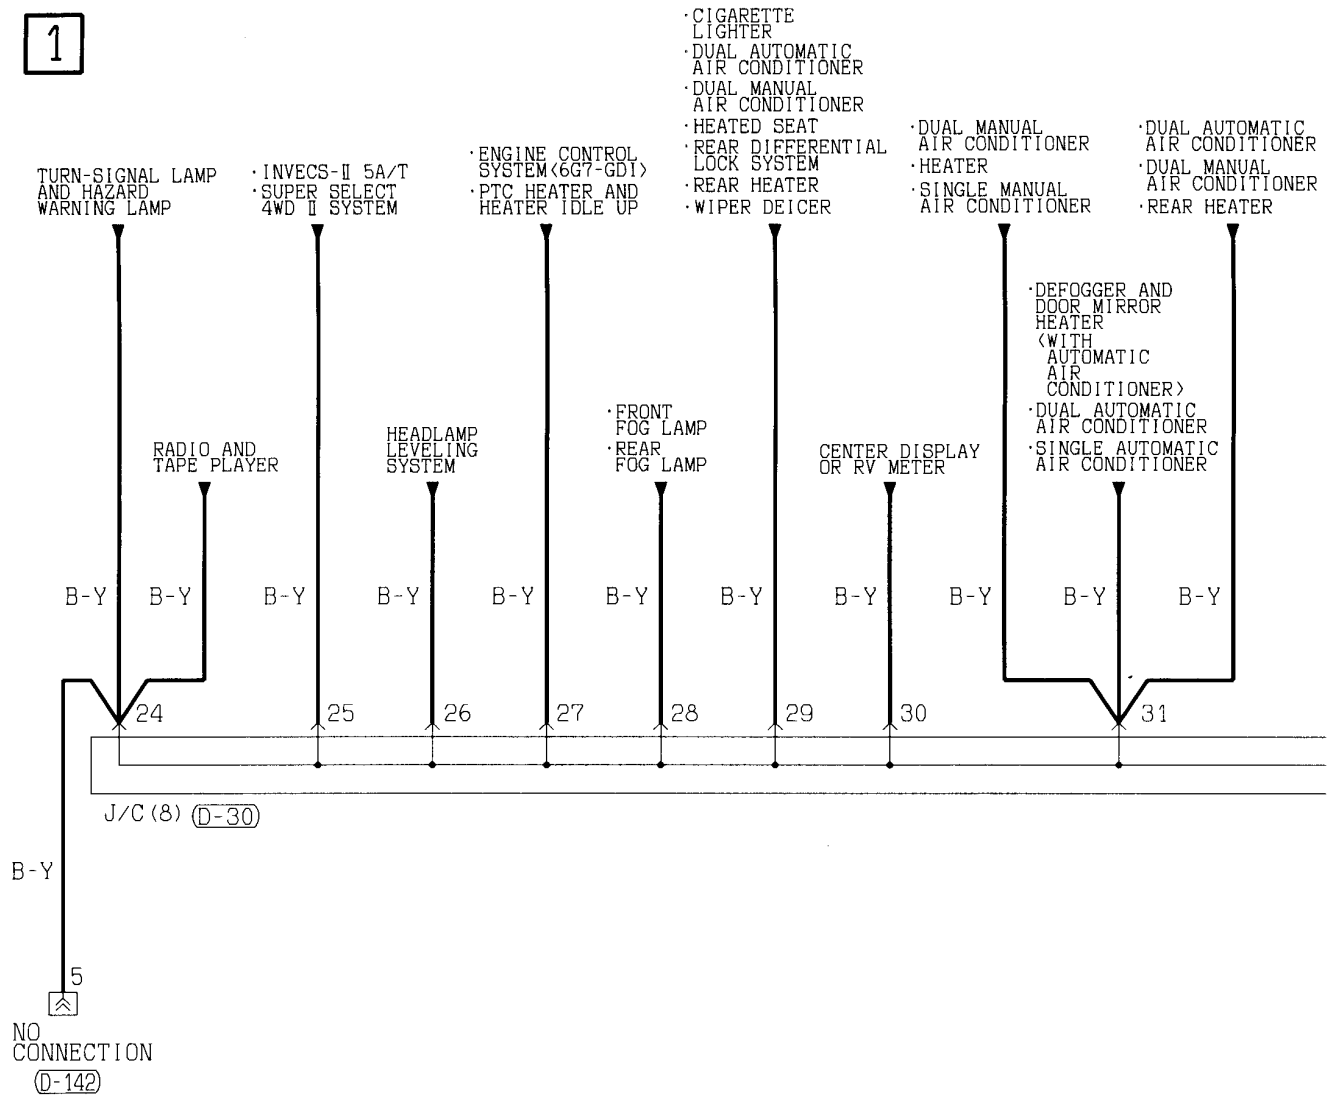 1
·CIGARETTE
LIGHTER
·DUAL AUTOMATIC
AIR CONDITIONER
·DUAL MANUAL
AIR CONDITIONER
·HEATED SEAT
·REAR DIFFERENTIAL
LOCK SYSTEM
·REAR HEATER
·WIPER DEICER
TURN-SIGNAL LAMP
AND HAZARD
WARNING LAMP
·INVECS-Ⅱ 5A/T
·SUPER SELECT
4WD Ⅱ SYSTEM
·ENGINE CONTROL
SYSTEM<6G7-GDI>
·PTC HEATER AND
HEATER IDLE UP
·DUAL MANUAL
AIR CONDITIONER
·HEATER
·SINGLE MANUAL
AIR CONDITIONER
·DUAL AUTOMATIC
AIR CONDITIONER
·DUAL MANUAL
AIR CONDITIONER
·REAR HEATER
·DEFOGGER AND
DOOR MIRROR
HEATER
<WITH
AUTOMATIC
AIR
CONDITIONER>
·DUAL AUTOMATIC
AIR CONDITIONER
·SINGLE AUTOMATIC
AIR CONDITIONER
RADIO AND
TAPE PLAYER
HEADLAMP
LEVELING
SYSTEM
·FRONT
FOG LAMP
·REAR
FOG LAMP
CENTER DISPLAY
OR RV METER
B-Y B-Y B-Y B-Y B-Y B-Y B-Y B-Y B-Y B-Y B-Y
24 25 26 27 28 29 30 31
J/C(8) D-30
B-Y
5
NO
CONNECTION
D-142